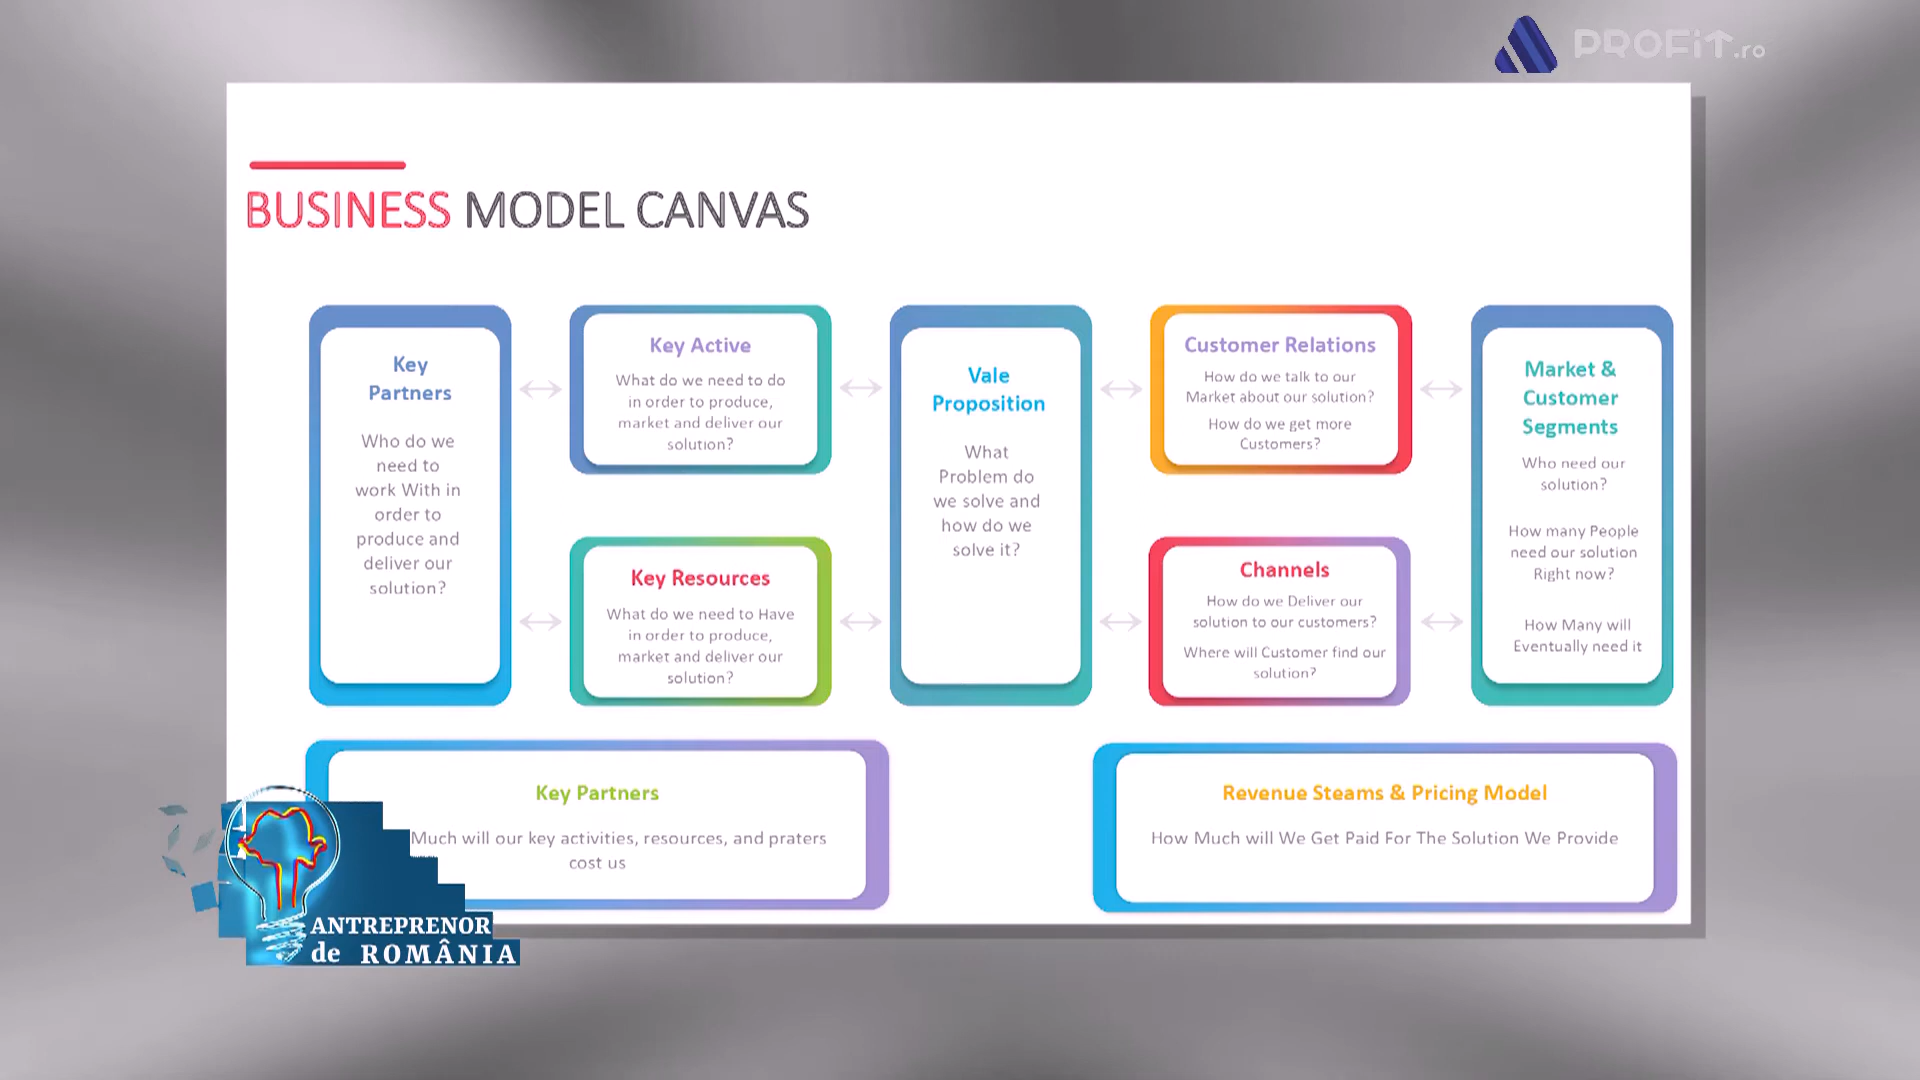 PROFIT.ro
BUSINESS MODEL CANVAS
Key
Partners
Who do we
need to
work With in
order to
produce and
deliver our
solution?
Key Active
What do we need to do
in order to produce,
market and deliver our
solution?
Key Resources
What do we need to Have
in order to produce,
market and deliver our
solution?
Vale
Proposition
What
Problem do
we solve and
how do we
solve it?
Customer Relations
How do we talk to our
Market about our solution?
How do we get more
Customers?
Channels
How do we Deliver our
solution to our customers?
Where will Customer find our
solution?
Market &
Customer
Segments
Who need our
solution?
How many People
need our solution
Right now?
How Many will
Eventually need it
Key Partners
Much will our key activities, resources, and praters
cost us
Revenue Steams & Pricing Model
How Much will We Get Paid For The Solution We Provide
ANTREPRENOR
de ROMÂNIA